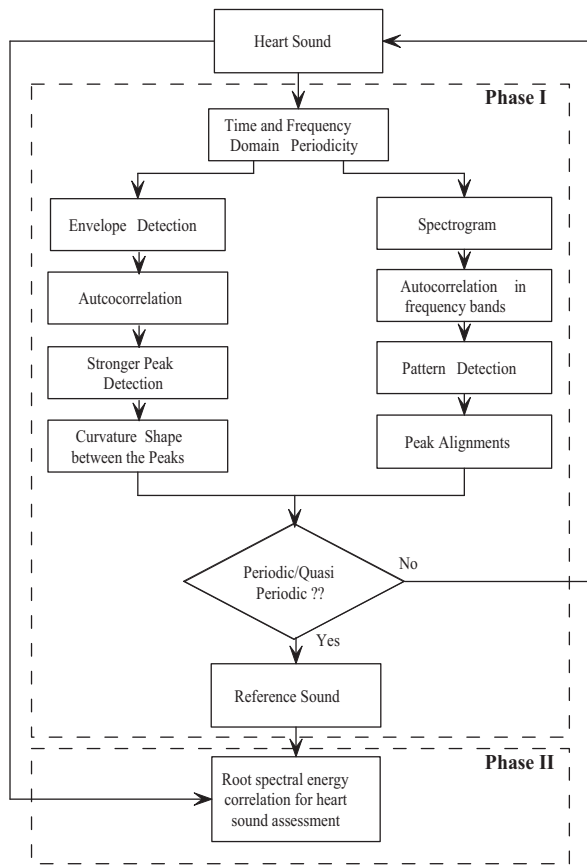 Heart Sound
Phase I
Time and Frequency
Domain Periodicity
Envelope Detection
Spectrogram
Autcocorrelation
Autocorrelation in
frequency bands
Stronger Peak
Detection
Pattern Detection
Curvature Shape
between the Peaks
Peak Alignments
Periodic/Quasi
Periodic ??
No
Yes
Reference Sound
Phase II
Root spectral energy
correlation for heart
sound assessment